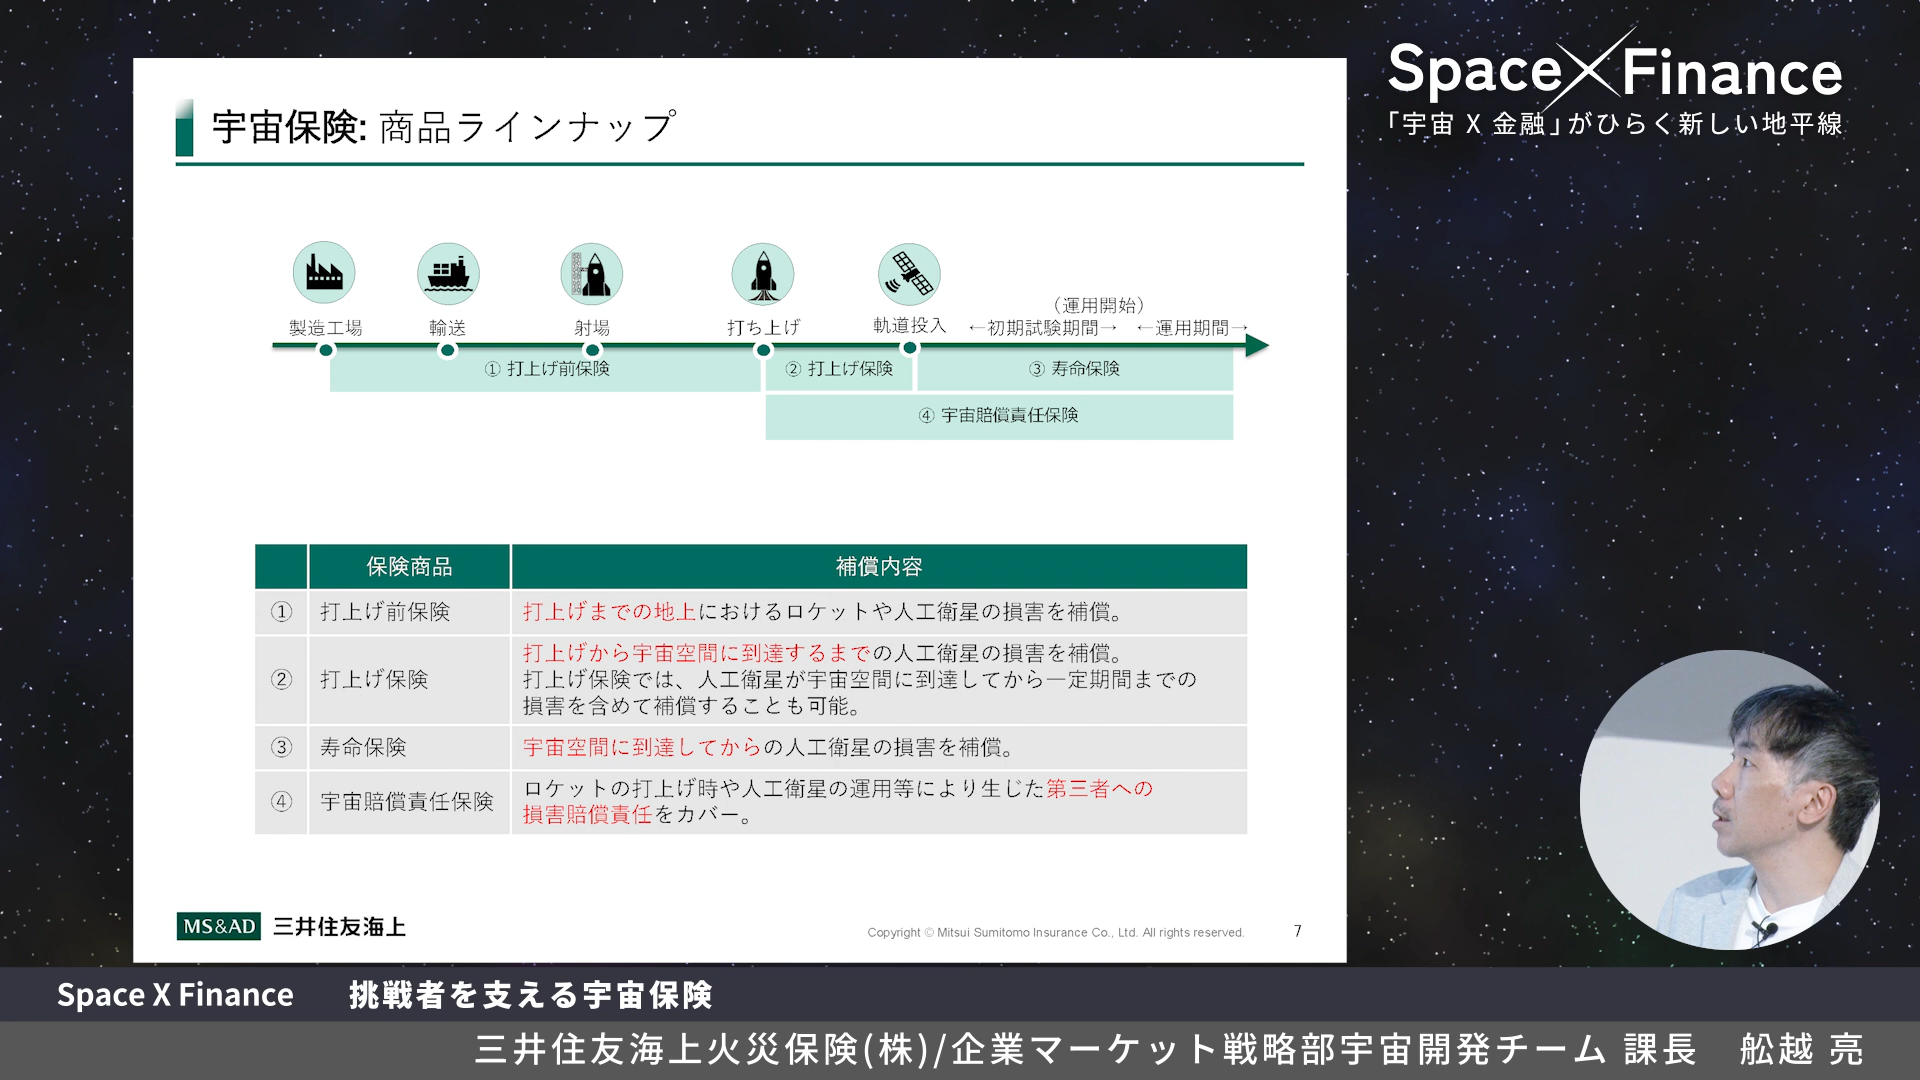 Space X Finance
「宇宙 X 金融」がひらく新しい地平線
宇宙保険: 商品ラインナップ
製造工場
輸送
射場
打ち上げ
軌道投入
（運用開始）
←初期試験期間→
←運用期間→
① 打上げ前保険
② 打上げ保険
③ 寿命保険
④ 宇宙賠償責任保険
保険商品 補償内容
① 打上げ前保険 打上げまでの地上におけるロケットや人工衛星の損害を補償。
② 打上げ保険 打上げから宇宙空間に到達するまでの人工衛星の損害を補償。
打上げ保険では、人工衛星が宇宙空間に到達してから一定期間までの
損害を含めて補償することも可能。
③ 寿命保険 宇宙空間に到達してからの人工衛星の損害を補償。
④ 宇宙賠償責任保険 ロケットの打上げ時や人工衛星の運用等により生じた第三者への
損害賠償責任をカバー。
MS&AD 三井住友海上
Copyright © Mitsui Sumitomo Insurance Co., Ltd. All rights reserved.
7
Space X Finance 挑戦者を支える宇宙保険
三井住友海上火災保険(株)/企業マーケット戦略部宇宙開発チーム 課長 舩越 亮